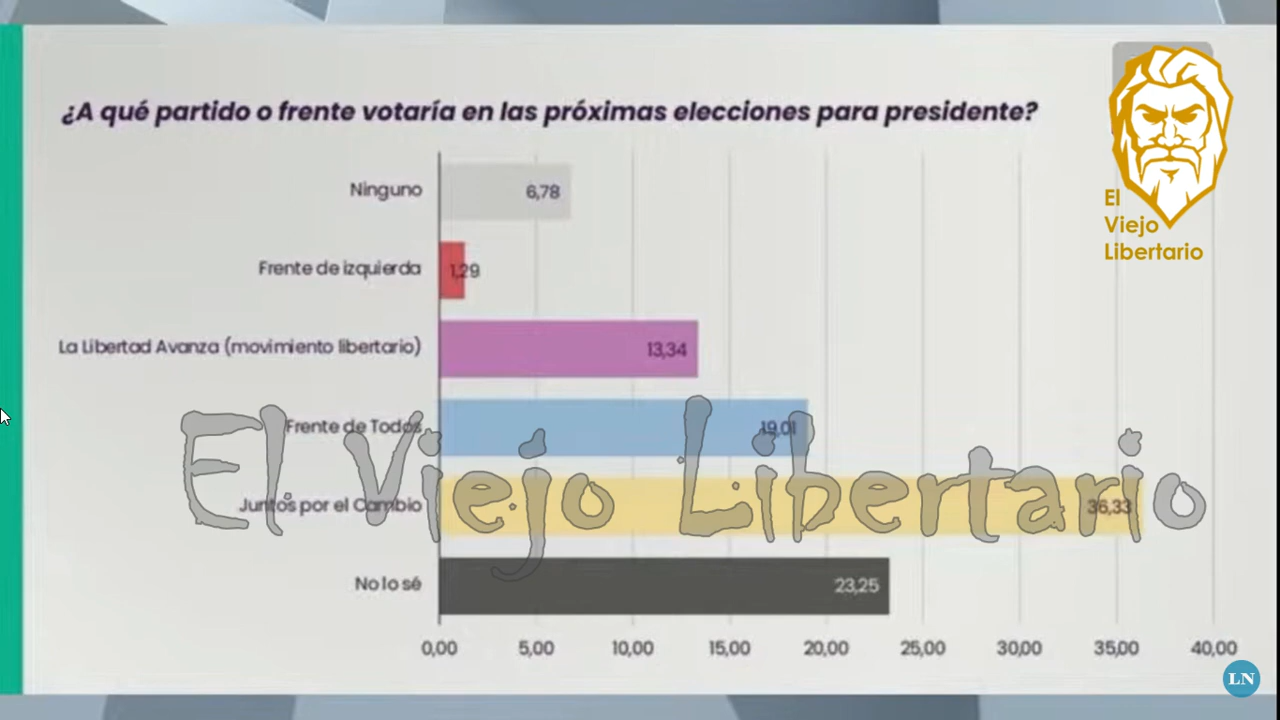 ¿A qué partido o frente votaría en las próximas elecciones para presidente?
El
Viejo
Libertario
Ninguno 6,78
Frente de izquierda 1,29
La Libertad Avanza (movimiento libertario) 13,34
Frente de Todos 19,01
Juntos por el Cambio 36,33
El Viejo Libertario
No lo sé 23,25
0,00 5,00 10,00 15,00 20,00 25,00 30,00 35,00 40,00
LN